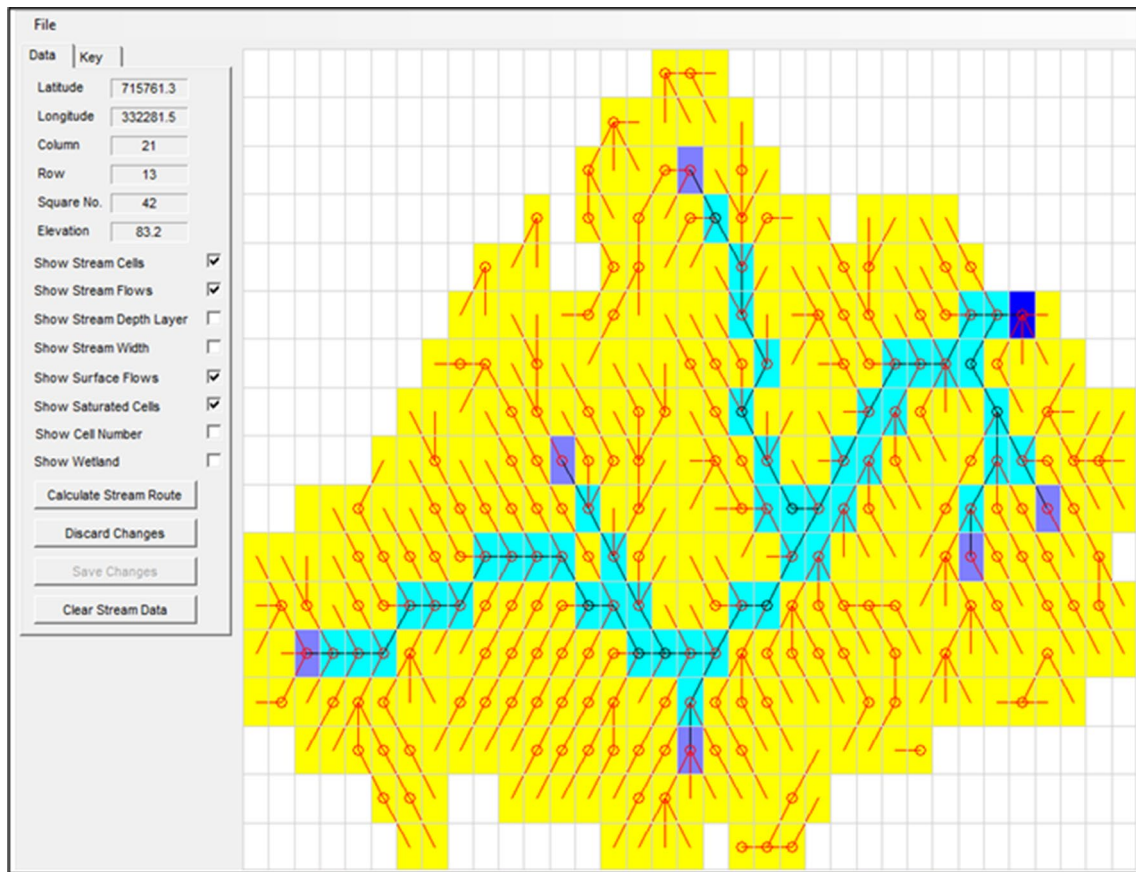 File
Data Key
Latitude 715761.3
Longitude 332281.5
Column 21
Row 13
Square No. 42
Elevation 83.2
Show Stream Cells
Show Stream Flows
Show Stream Depth Layer
Show Stream Width
Show Surface Flows
Show Saturated Cells
Show Cell Number
Show Wetland
Calculate Stream Route
Discard Changes
Save Changes
Clear Stream Data